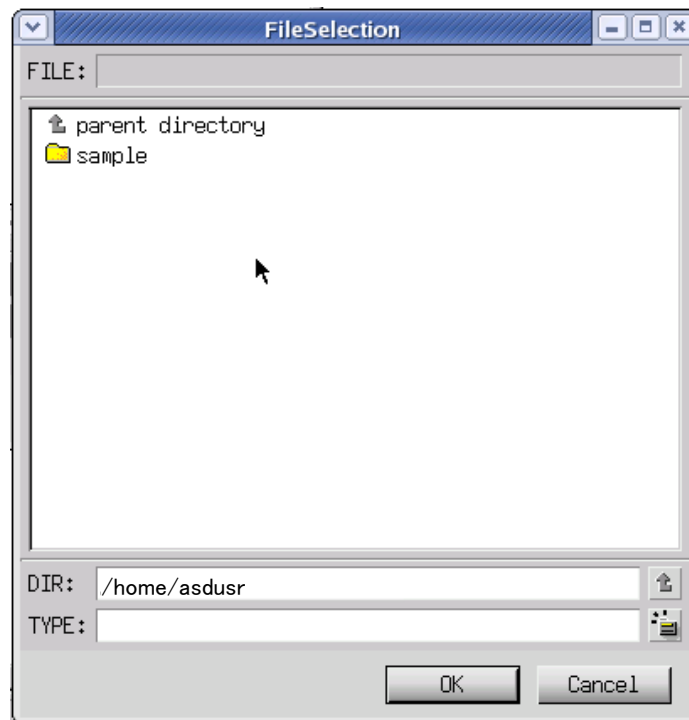 FileSelection
FILE:
parent directory
sample
DIR: /home/asdusr
TYPE:
OK Cancel